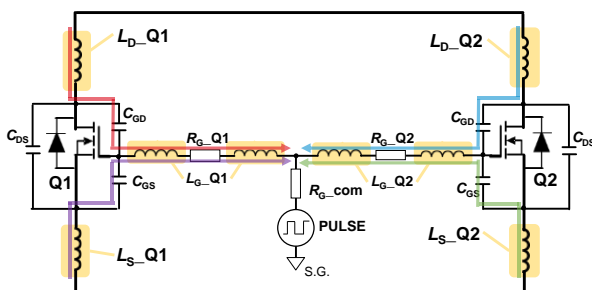 L_D_Q1
L_D_Q2
C_GD
R_G_Q1
R_G_Q2
C_GD
C_DS
C_DS
Q1
C_GS
L_G_Q1
L_G_Q2
C_GS
Q2
R_G_com
PULSE
L_S_Q1
S.G.
L_S_Q2